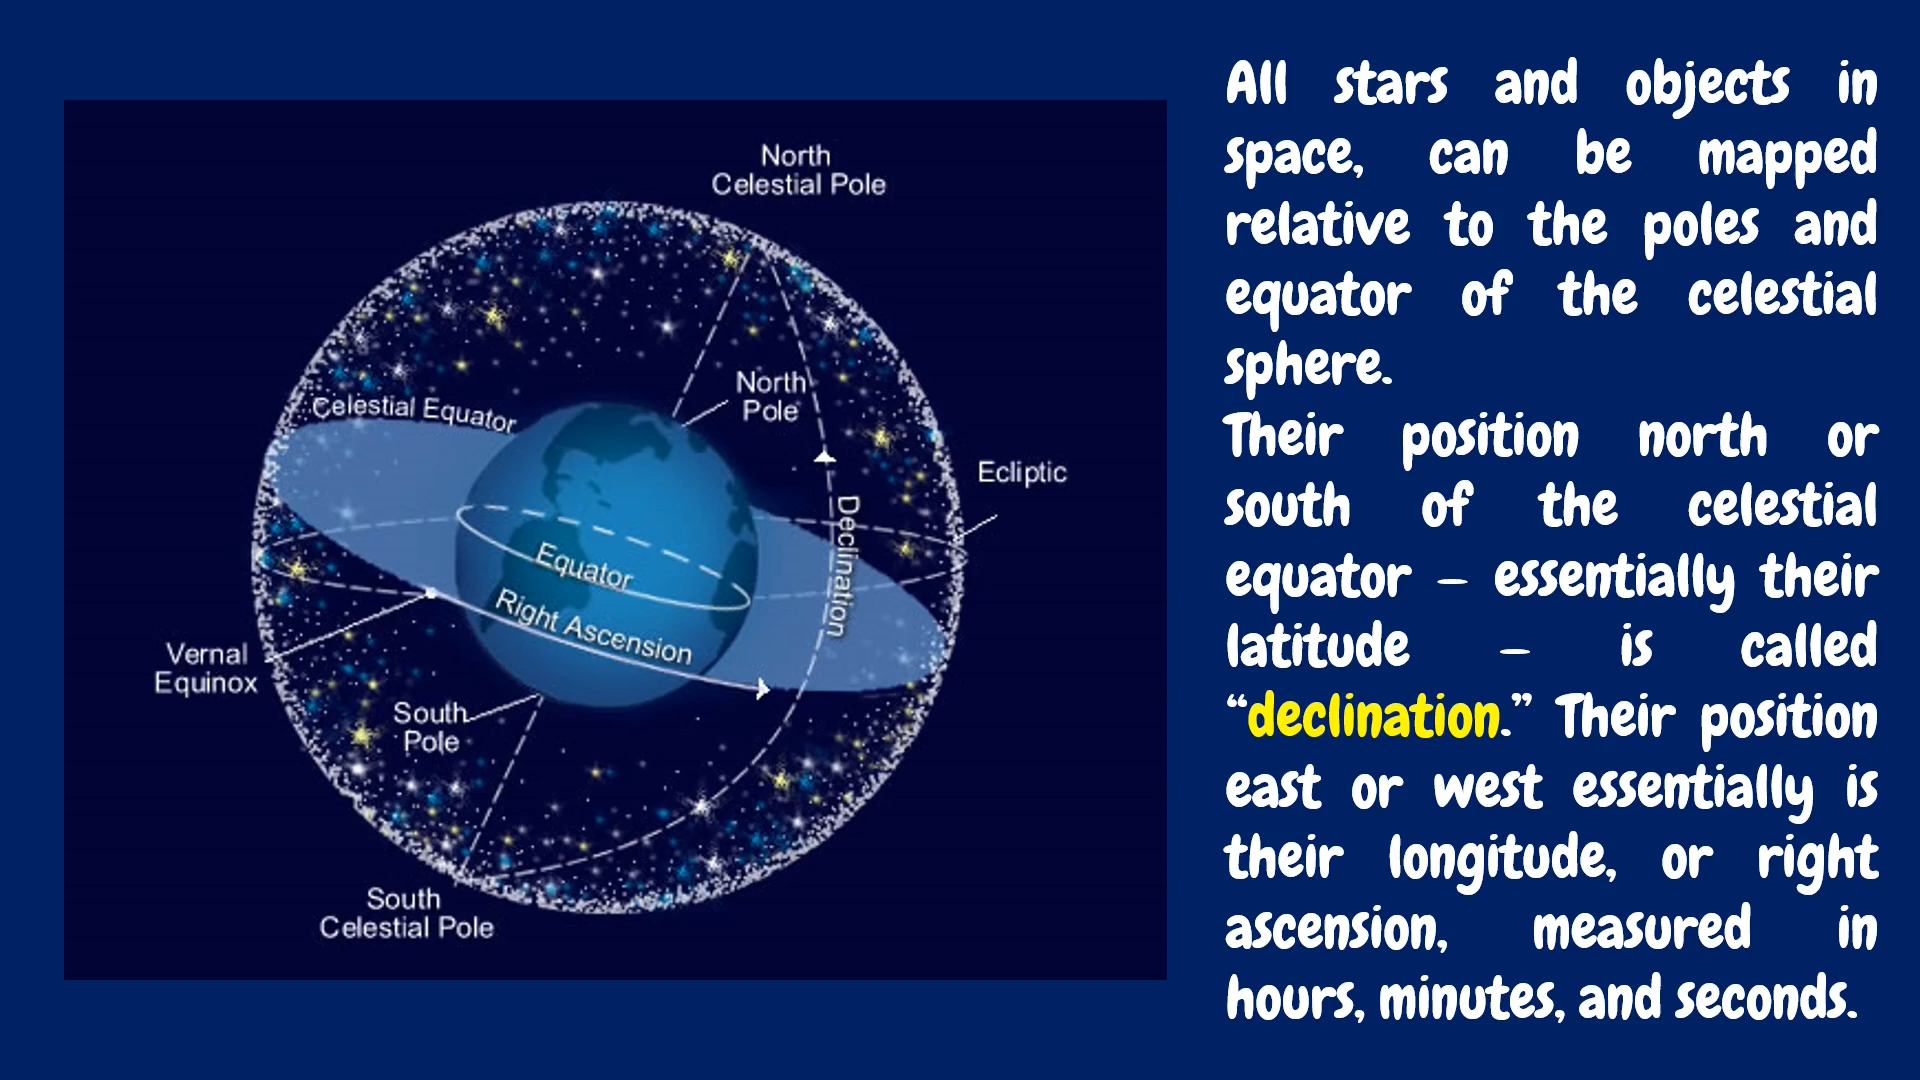 North
Celestial Pole
North
Pole
Celestial Equator
Ecliptic
Declination
Equator
Right Ascension
Vernal
Equinox
South
Pole
South
Celestial Pole
All stars and objects in
space, can be mapped
relative to the poles and
equator of the celestial
sphere.
Their position north or
south of the celestial
equator – essentially their
latitude – is called
“declination.” Their position
east or west essentially is
their longitude, or right
ascension, measured in
hours, minutes, and seconds.